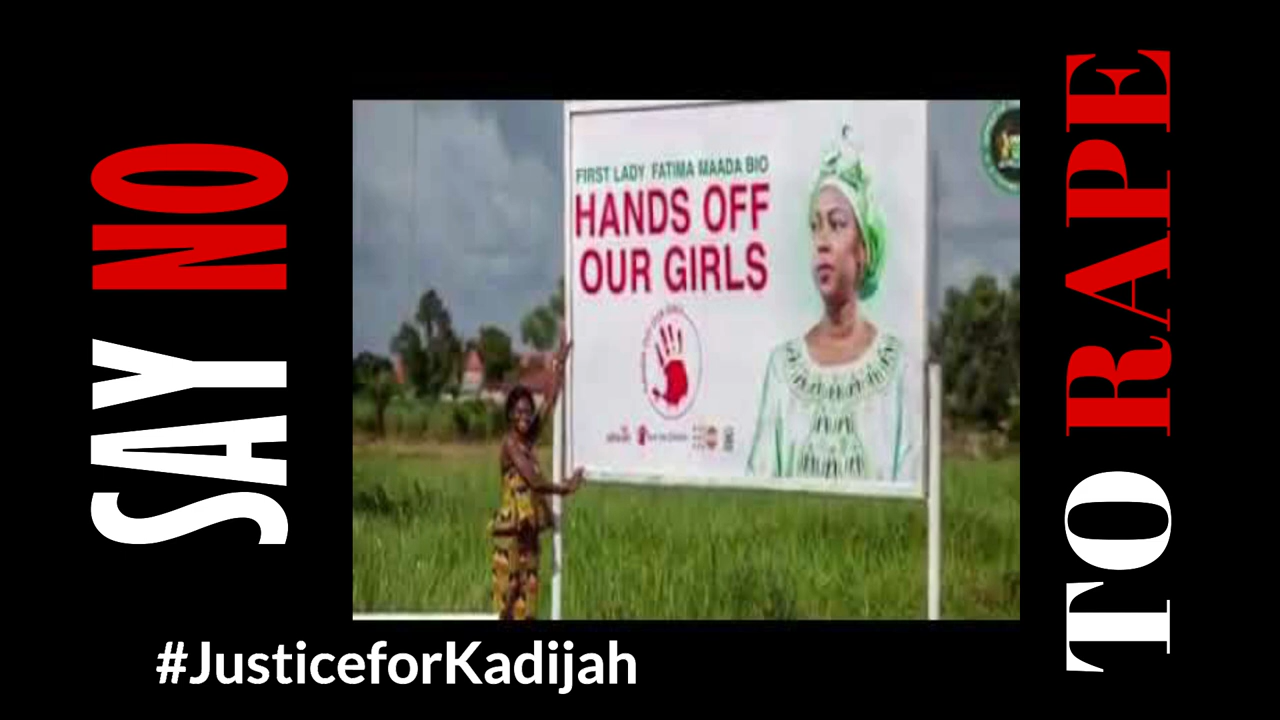 SAY NO
FIRST LADY FATIMA MAADA BIO
HANDS OFF
OUR GIRLS
TO RAPE
#JusticeforKadijah